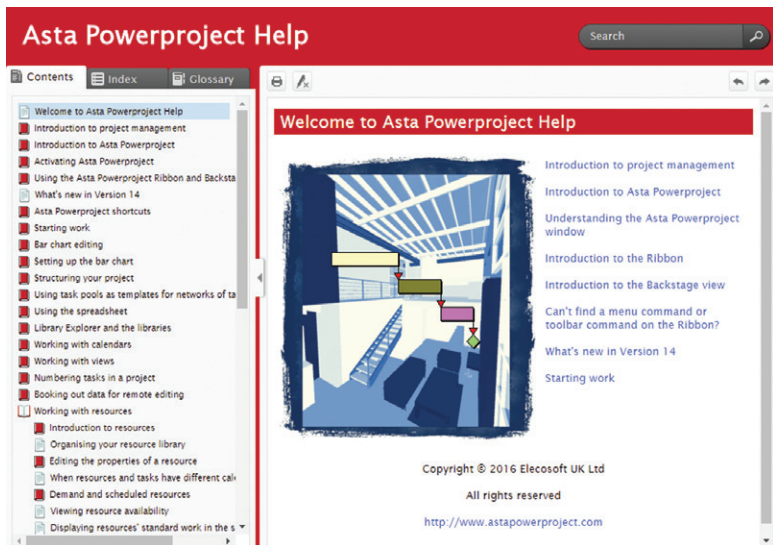 Asta Powerproject Help
Search
Contents
Index
Glossary
Welcome to Asta Powerproject Help
Introduction to project management
Introduction to Asta Powerproject
Activating Asta Powerproject
Using the Asta Powerproject Ribbon and Backsta
What's new in Version 14
Asta Powerproject shortcuts
Starting work
Bar chart editing
Setting up the bar chart
Structuring your project
Using task pools as templates for networks of ta
Using the spreadsheet
Library Explorer and the libraries
Working with calendars
Working with views
Numbering tasks in a project
Booking out data for remote editing
Working with resources
Introduction to resources
Organising your resource library
Editing the properties of a resource
When resources and tasks have different cale
Demand and scheduled resources
Viewing resource availability
Displaying resources' standard work in the s
Welcome to Asta Powerproject Help
Introduction to project management
Introduction to Asta Powerproject
Understanding the Asta Powerproject
window
Introduction to the Ribbon
Introduction to the Backstage view
Can't find a menu command or
toolbar command on the Ribbon?
What's new in Version 14
Starting work
Copyright © 2016 Elecosoft UK Ltd
All rights reserved
http://www.astapowerproject.com